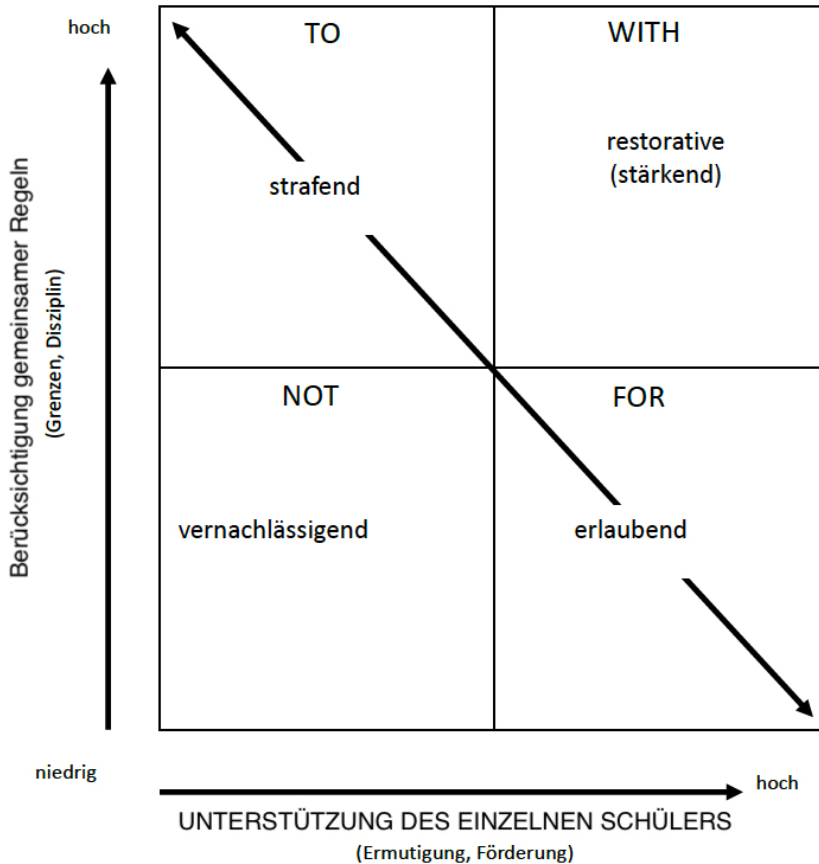 hoch
TO
WITH
restorative
(stärkend)
strafend
Berücksichtigung gemeinsamer Regeln
(Grenzen, Disziplin)
NOT
FOR
vernachlässigend
erlaubend
niedrig
hoch
UNTERSTÜTZUNG DES EINZELNEN SCHÜLERS
(Ermutigung, Förderung)